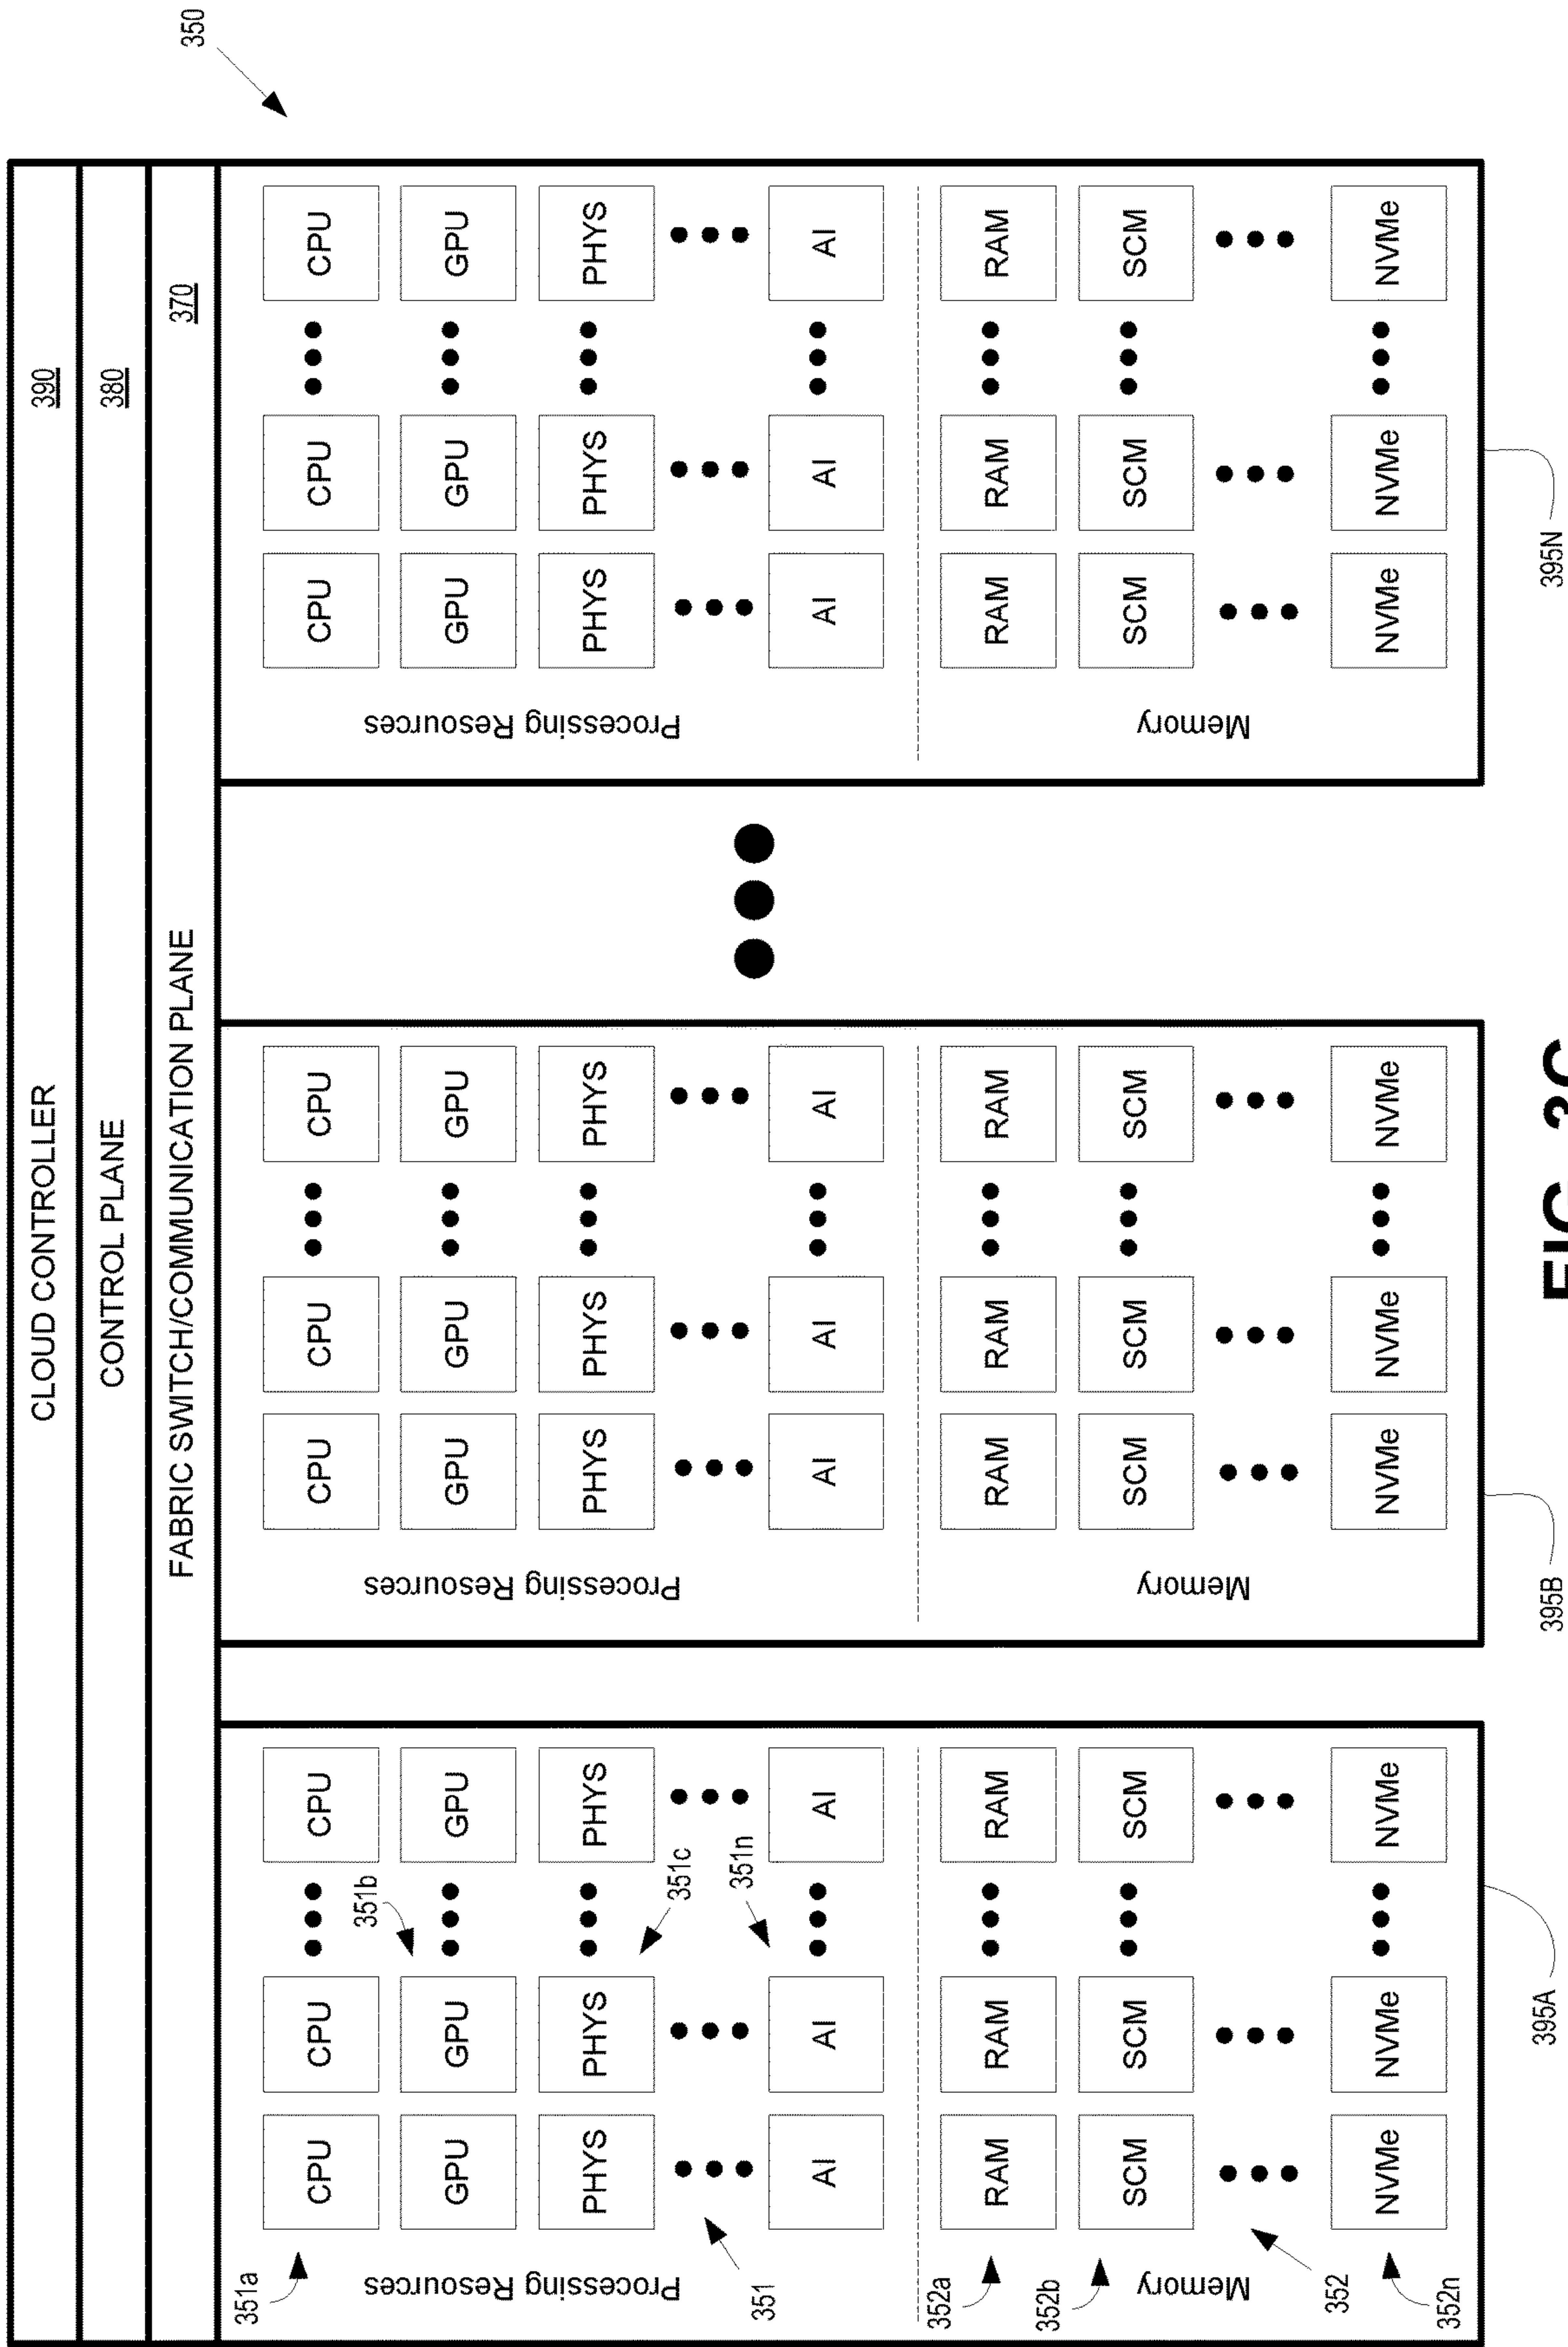 350
CLOUD CONTROLLER 390
CONTROL PLANE 380
FABRIC SWITCH/COMMUNICATION PLANE 370
351a
Processing Resources
CPU CPU CPU
351b
GPU GPU GPU
PHYS PHYS PHYS
351c
351
351n
AI AI AI
Memory
352a
RAM RAM RAM
352b
SCM SCM SCM
352
352n
NVMe NVMe NVMe
395A
Processing Resources
CPU CPU CPU
GPU GPU GPU
PHYS PHYS PHYS
AI AI AI
Memory
RAM RAM RAM
SCM SCM SCM
NVMe NVMe NVMe
395B
Processing Resources
CPU CPU CPU
GPU GPU GPU
PHYS PHYS PHYS
AI AI AI
Memory
RAM RAM RAM
SCM SCM SCM
NVMe NVMe NVMe
395N
FIG. 3C